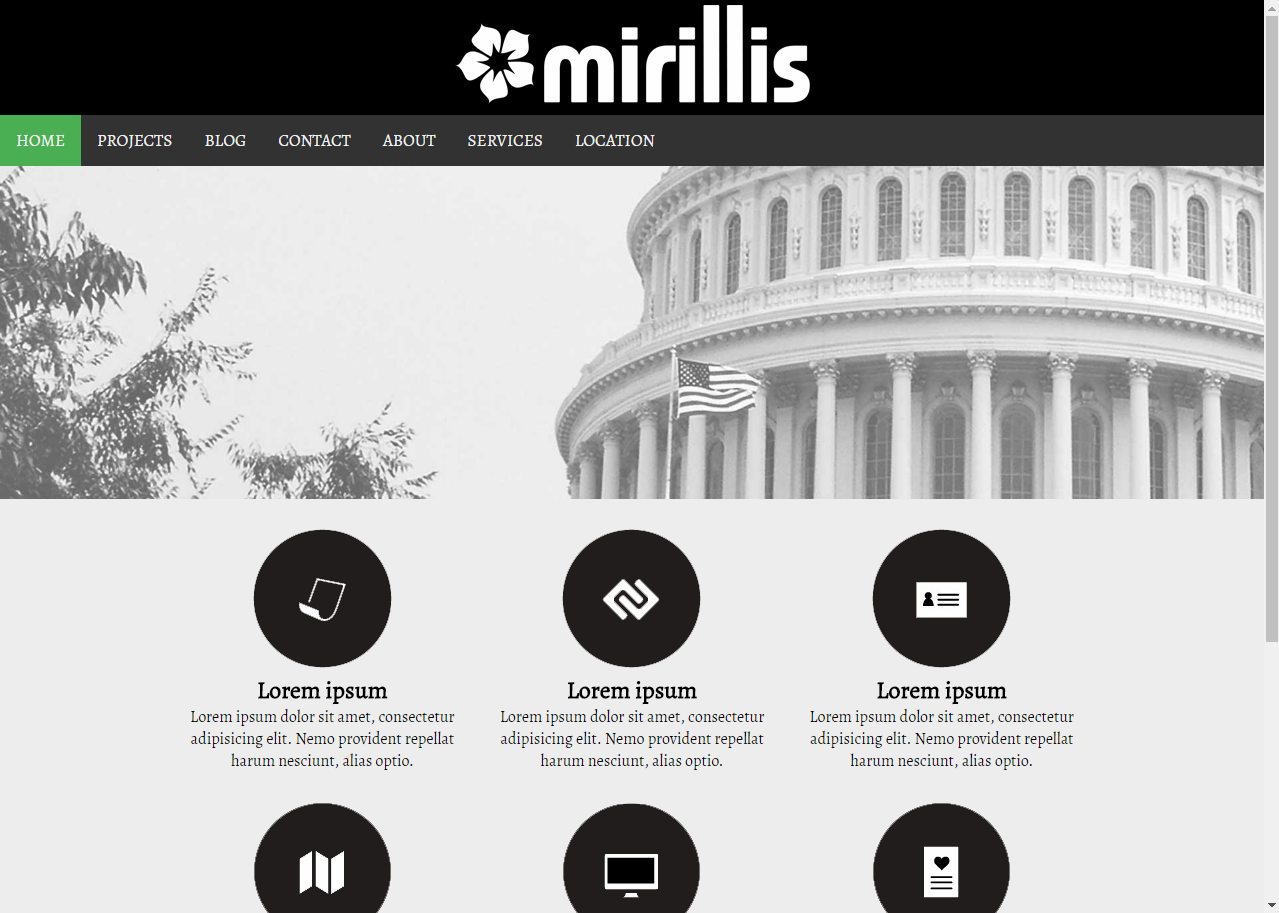 mirillis
HOME PROJECTS BLOG CONTACT ABOUT SERVICES LOCATION
Lorem ipsum
Lorem ipsum dolor sit amet, consectetur
adipisicing elit. Nemo provident repellat
harum nesciunt, alias optio.
Lorem ipsum
Lorem ipsum dolor sit amet, consectetur
adipisicing elit. Nemo provident repellat
harum nesciunt, alias optio.
Lorem ipsum
Lorem ipsum dolor sit amet, consectetur
adipisicing elit. Nemo provident repellat
harum nesciunt, alias optio.